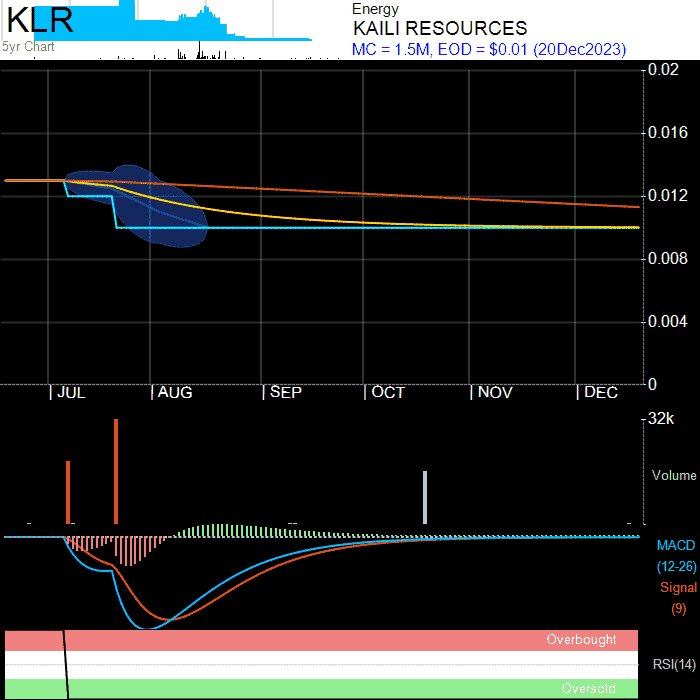 KLR
5yr Chart
Energy
KAILI RESOURCES
MC = 1.5M, EOD = $0.01 (20Dec2023)
0.02
0.016
0.012
0.008
0.004
0
JUL
AUG
SEP
OCT
NOV
DEC
32k
Volume
MACD
(12-26)
Signal
(9)
Overbought
RSI(14)
Oversold